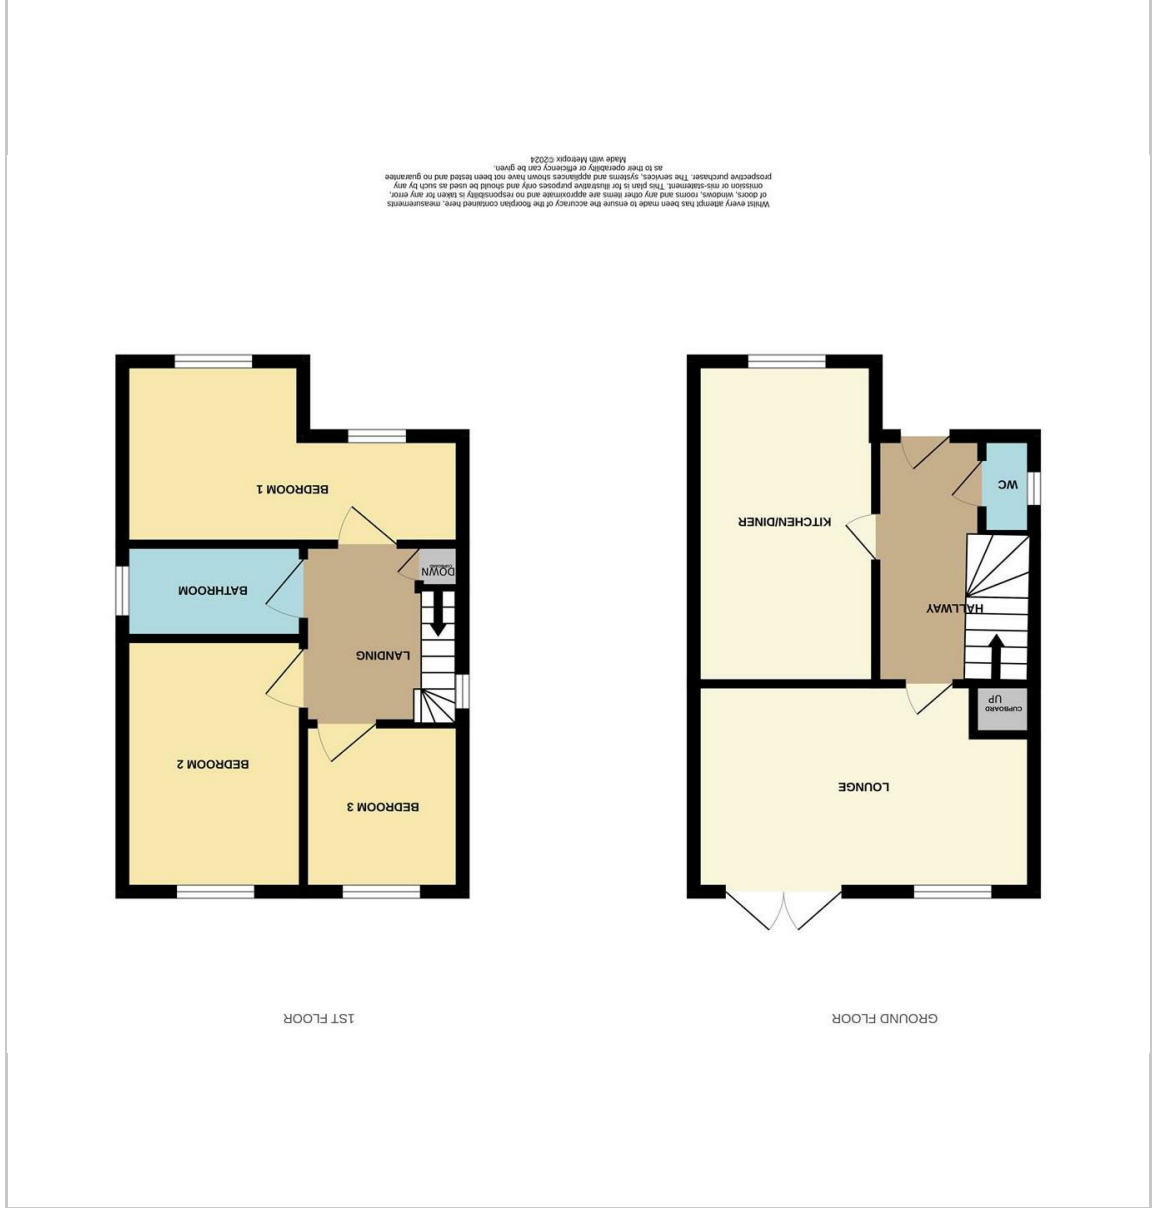 GROUND FLOOR
1ST FLOOR
LOUNGE
CUPBOARD
UP
HALLWAY
KITCHEN/DINER
WC
BEDROOM 3
BEDROOM 2
LANDING
BATHROOM
DOWN
CUPBOARD
BEDROOM 1
Whilst every attempt has been made to ensure the accuracy of the floorplan contained here, measurements
of doors, windows, rooms and any other items are approximate and no responsibility is taken for any error,
omission or mis-statement. This plan is for illustrative purposes only and should be used as such by any
prospective purchaser. The services, systems and appliances shown have not been tested and no guarantee
as to their operability or efficiency can be given.
Made with Metropix ©2024